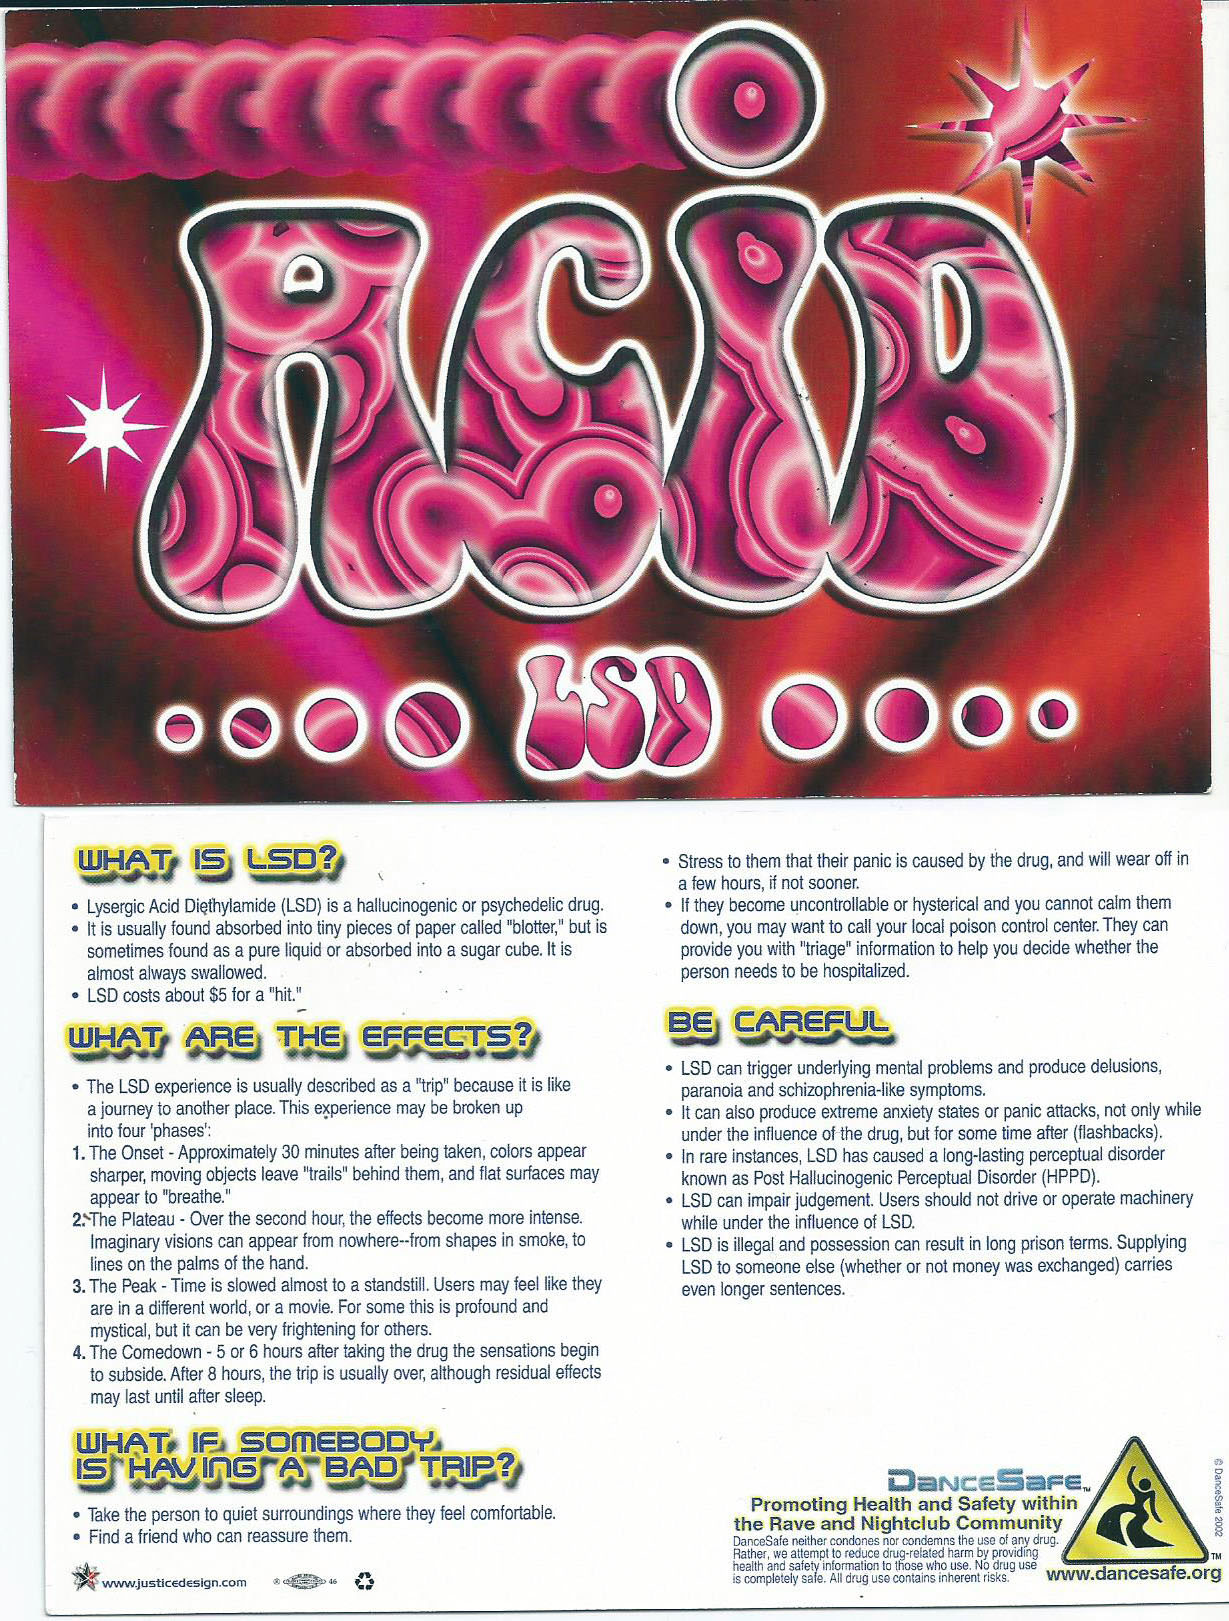 ACID
LSD
WHAT IS LSD?
• Lysergic Acid Diethylamide (LSD) is a hallucinogenic or psychedelic drug.
• It is usually found absorbed into tiny pieces of paper called "blotter," but is
sometimes found as a pure liquid or absorbed into a sugar cube. It is
almost always swallowed.
• LSD costs about $5 for a "hit."
WHAT ARE THE EFFECTS?
• The LSD experience is usually described as a "trip" because it is like
a journey to another place. This experience may be broken up
into four 'phases':
1. The Onset - Approximately 30 minutes after being taken, colors appear
sharper, moving objects leave "trails" behind them, and flat surfaces may
appear to "breathe."
2. The Plateau - Over the second hour, the effects become more intense.
Imaginary visions can appear from nowhere--from shapes in smoke, to
lines on the palms of the hand.
3. The Peak - Time is slowed almost to a standstill. Users may feel like they
are in a different world, or a movie. For some this is profound and
mystical, but it can be very frightening for others.
4. The Comedown - 5 or 6 hours after taking the drug the sensations begin
to subside. After 8 hours, the trip is usually over, although residual effects
may last until after sleep.
WHAT IF SOMEBODY
IS HAVING A BAD TRIP?
• Take the person to quiet surroundings where they feel comfortable.
• Find a friend who can reassure them.
www.justicedesign.com
® 46
• Stress to them that their panic is caused by the drug, and will wear off in
a few hours, if not sooner.
• If they become uncontrollable or hysterical and you cannot calm them
down, you may want to call your local poison control center. They can
provide you with "triage" information to help you decide whether the
person needs to be hospitalized.
BE CAREFUL
• LSD can trigger underlying mental problems and produce delusions,
paranoia and schizophrenia-like symptoms.
• It can also produce extreme anxiety states or panic attacks, not only while
under the influence of the drug, but for some time after (flashbacks).
• In rare instances, LSD has caused a long-lasting perceptual disorder
known as Post Hallucinogenic Perceptual Disorder (HPPD).
• LSD can impair judgement. Users should not drive or operate machinery
while under the influence of LSD.
• LSD is illegal and possession can result in long prison terms. Supplying
LSD to someone else (whether or not money was exchanged) carries
even longer sentences.
DANCESAFE™
Promoting Health and Safety within
the Rave and Nightclub Community
DanceSafe neither condones nor condemns the use of any drug.
Rather, we attempt to reduce drug-related harm by providing
health and safety information to those who use. No drug use
is completely safe. All drug use contains inherent risks.
TM
www.dancesafe.org
© DanceSafe 2002